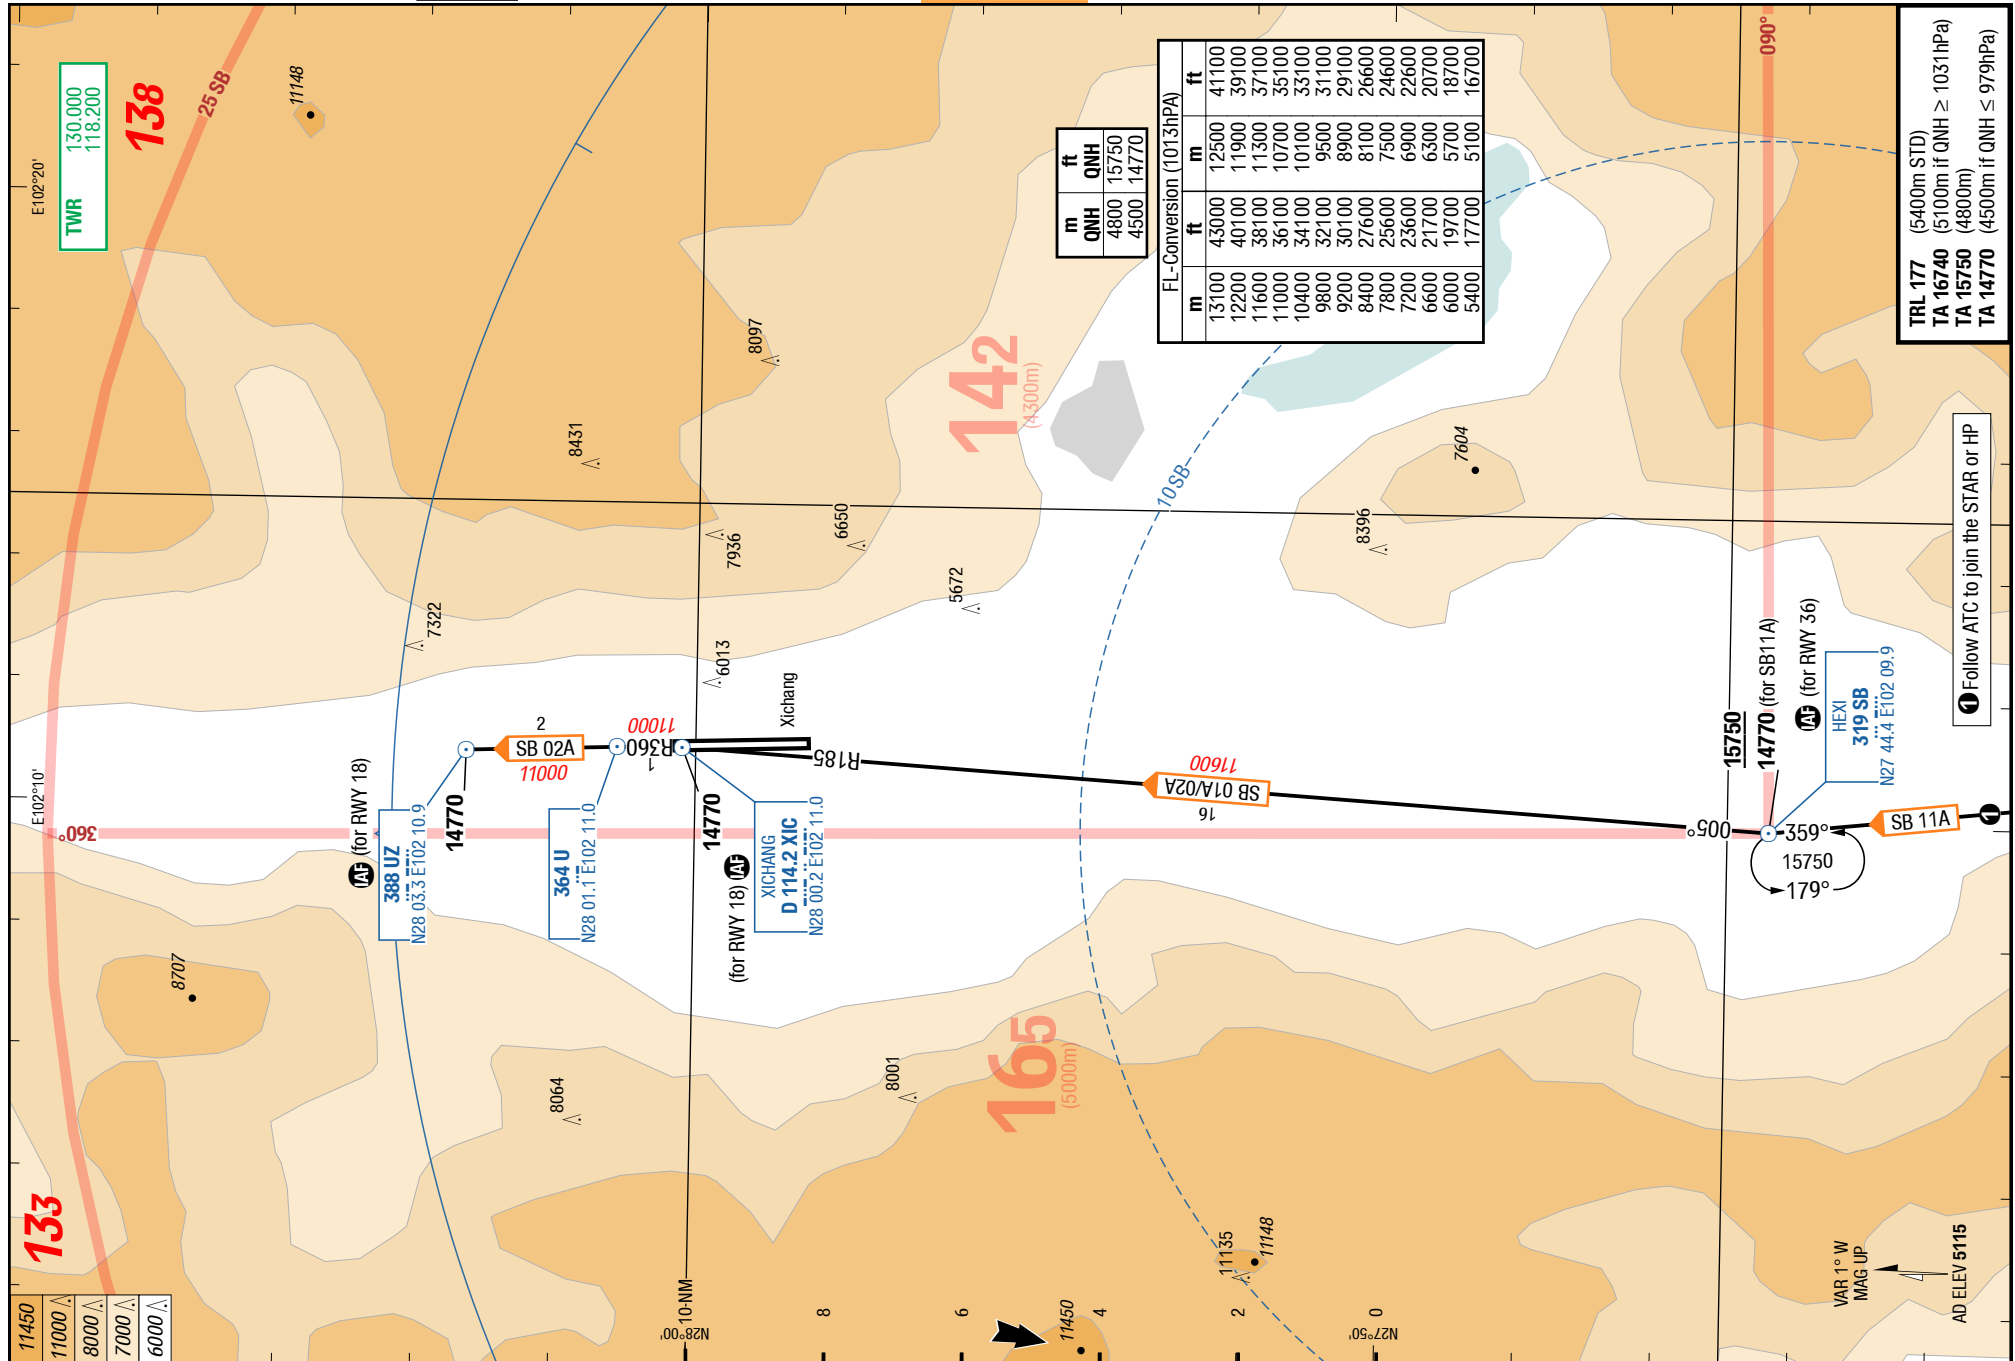 11450
11000
8000
7000
6000
133
138
142
(4300m)
165
(5000m)
TWR 130.000
118.200
25 SB
360°
090°
E102°10'
E102°20'
11148
8707
8097
8431
7936
6650
7322
5672
6013
8064
8001
8396
7604
11135
11148
11450
IAF (for RWY 18)
388 UZ
N28 03.3 E102 10.9
14770
2
SB 02A
11000
364 U
N28 01.1 E102 11.0
11000
R360
1
14770
(for RWY 18) IAF
XICHANG
D 114.2 XIC
N28 00.2 E102 11.0
Xichang
R185
11600
SB 01A/02A
16
10SB
005°
15750
14770 (for SB11A)
IAF (for RWY 36)
HEXI
319 SB
N27 44.4 E102 09.9
359°
15750
179°
SB 11A
1
1 Follow ATC to join the STAR or HP
m ft
QNH QNH
4800 15750
4500 14770
FL-Conversion (1013hPA)
m ft m ft
13100 43000 12500 41100
12200 40100 11900 39100
11600 38100 11300 37100
11000 36100 10700 35100
10400 34100 10100 33100
9800 32100 9500 31100
9200 30100 8900 29100
8400 27600 8100 26600
7800 25600 7500 24600
7200 23600 6900 22600
6600 21700 6300 20700
6000 19700 5700 18700
5400 17700 5100 16700
TRL 177 (5400m STD)
TA 16740 (5100m if QNH ≥ 1031hPa)
TA 15750 (4800m)
TA 14770 (4500m if QNH ≤ 979hPa)
10-NM
N28°00'
8
6
4
2
0
N27°50'
VAR 1° W
MAG UP
AD ELEV 5115